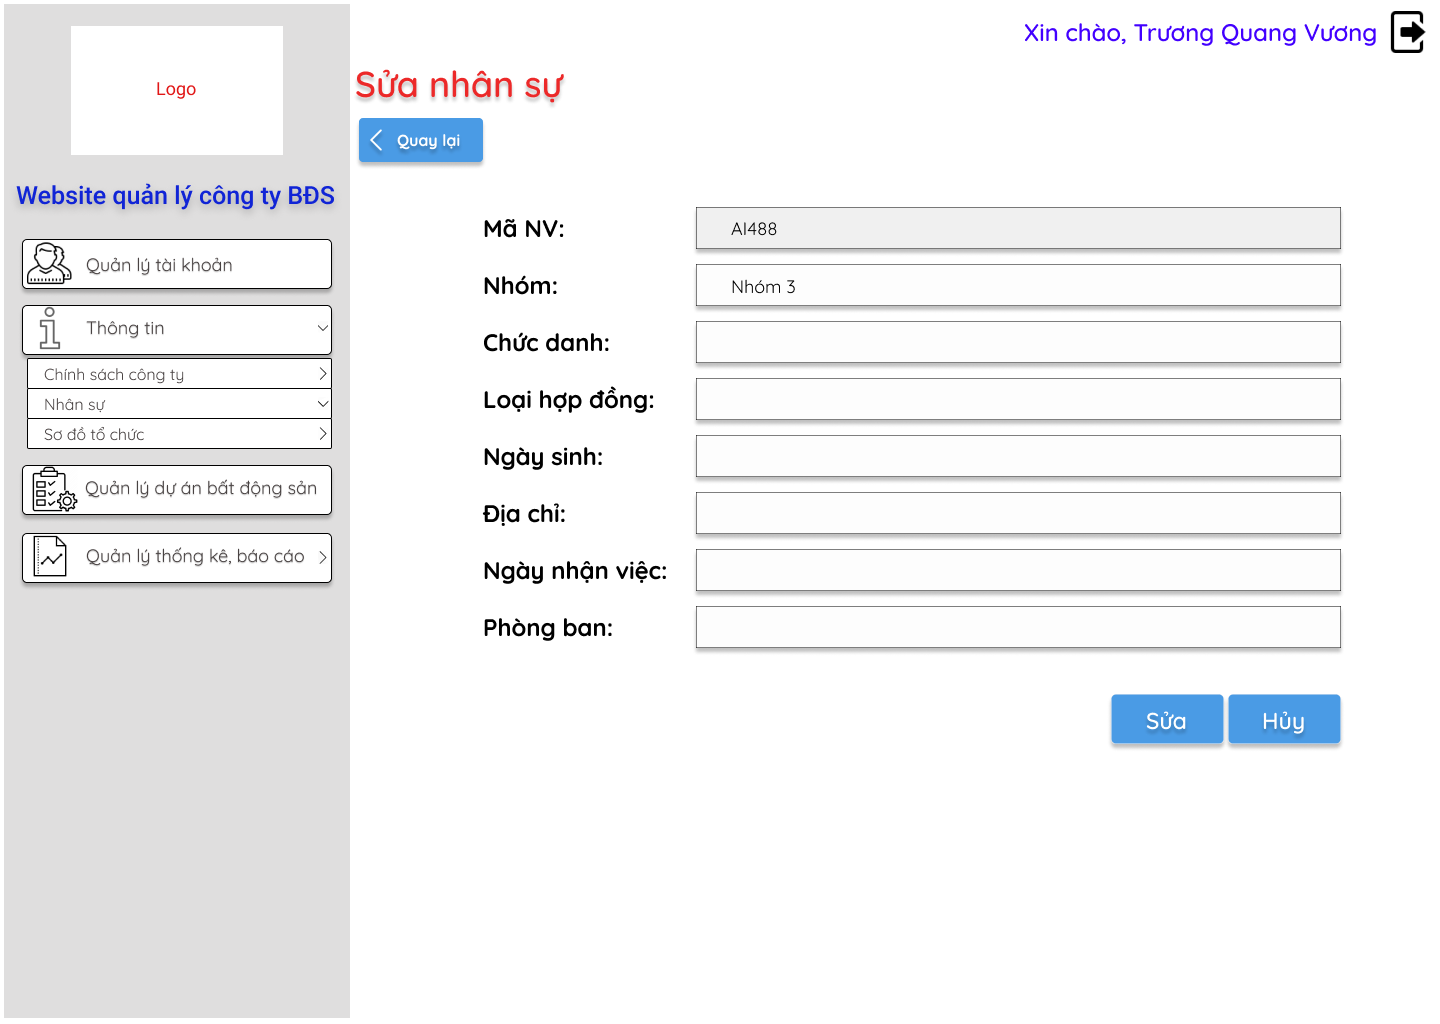 Logo
Website quản lý công ty BĐS
Quản lý tài khoản
Thông tin
Chính sách công ty
Nhân sự
Sơ đồ tổ chức
Quản lý dự án bất động sản
Quản lý thống kê, báo cáo
Xin chào, Trương Quang Vương
Sửa nhân sự
Quay lại
Mã NV: AI488
Nhóm: Nhóm 3
Chức danh:
Loại hợp đồng:
Ngày sinh:
Địa chỉ:
Ngày nhận việc:
Phòng ban:
Sửa Hủy